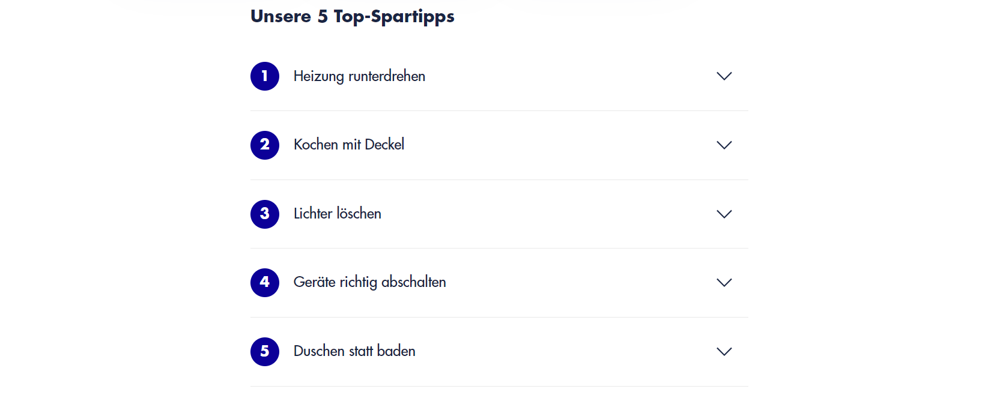 Unsere 5 Top-Spartipps
1 Heizung runterdrehen
2 Kochen mit Deckel
3 Lichter löschen
4 Geräte richtig abschalten
5 Duschen statt baden